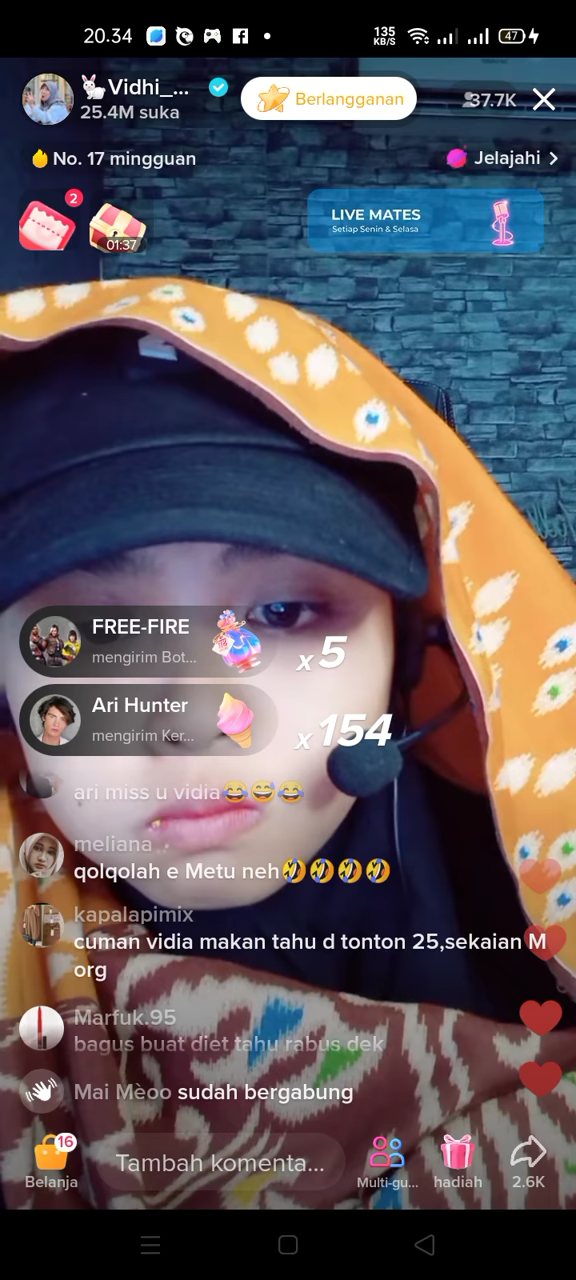 20.34
135
KB/S
47
Vidhi_...
25.4M suka
Berlangganan
37.7K
No. 17 mingguan
Jelajahi
2
01:37
LIVE MATES
Setiap Senin & Selasa
FREE-FIRE
mengirim Bot...
x5
Ari Hunter
mengirim Ker...
x154
ari miss u vidia😂😅😂
meliana
qolqolah e Metu neh🤣🤣🤣🤣
kapalapimix
cuman vidia makan tahu d tonton 25,sekaian M
org
Marfuk.95
bagus buat diet tahu rabus dek
Mai Mèoo sudah bergabung
16
Belanja
Tambah komenta...
Multi-gu...
hadiah
2.6K